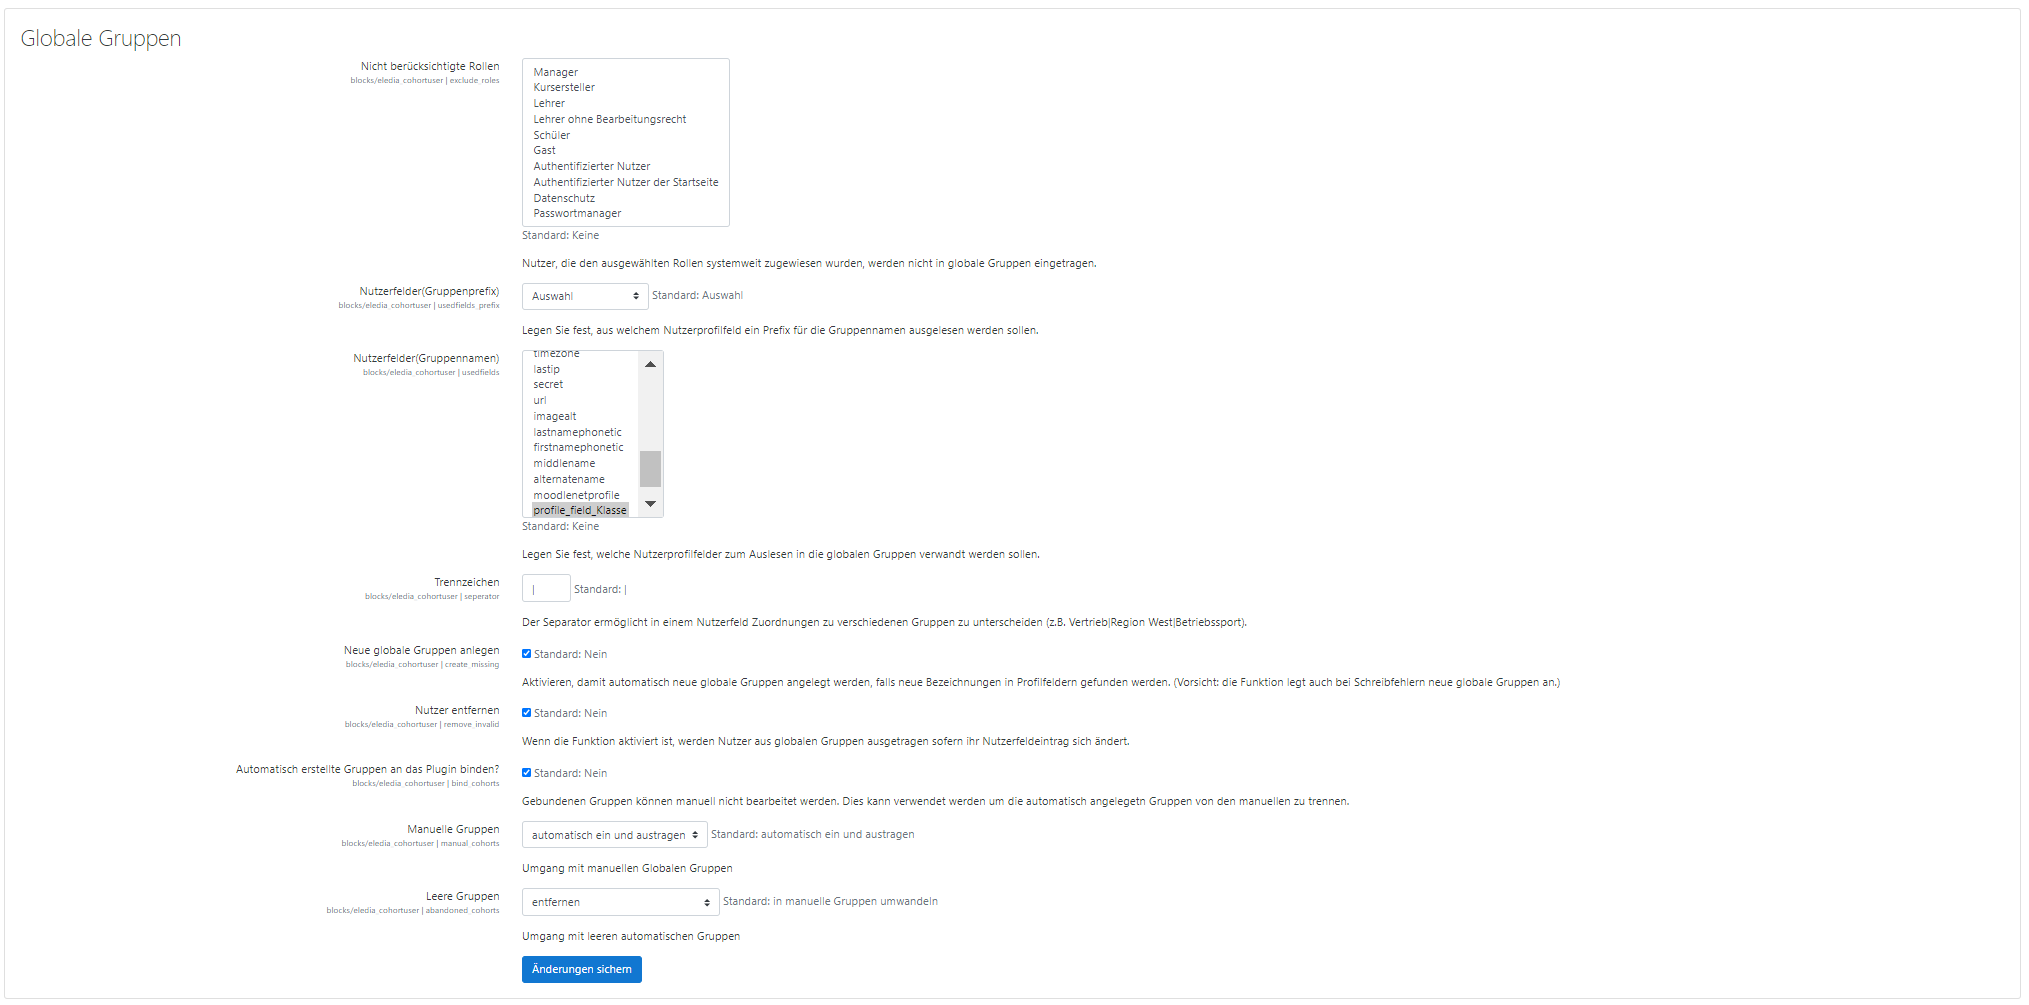 Globale Gruppen
Nicht berücksichtigte Rollen
blocks/eledia_cohortuser | exclude_roles
Manager
Kursersteller
Lehrer
Lehrer ohne Bearbeitungsrecht
Schüler
Gast
Authentifizierter Nutzer
Authentifizierter Nutzer der Startseite
Datenschutz
Passwortmanager
Standard: Keine
Nutzer, die den ausgewählten Rollen systemweit zugewiesen wurden, werden nicht in globale Gruppen eingetragen.
Nutzerfelder(Gruppenprefix)
blocks/eledia_cohortuser | usedfields_prefix
Auswahl
Standard: Auswahl
Legen Sie fest, aus welchem Nutzerprofilfeld ein Prefix für die Gruppennamen ausgelesen werden sollen.
Nutzerfelder(Gruppennamen)
blocks/eledia_cohortuser | usedfields
timezone
lastip
secret
url
imagealt
lastnamephonetic
firstnamephonetic
middlename
alternatename
moodlenetprofile
profile_field_Klasse
Standard: Keine
Legen Sie fest, welche Nutzerprofilfelder zum Auslesen in die globalen Gruppen verwandt werden sollen.
Trennzeichen
blocks/eledia_cohortuser | seperator
|
Standard: |
Der Separator ermöglicht in einem Nutzerfeld Zuordnungen zu verschiedenen Gruppen zu unterscheiden (z.B. Vertrieb|Region West|Betriebssport).
Neue globale Gruppen anlegen
blocks/eledia_cohortuser | create_missing
Standard: Nein
Aktivieren, damit automatisch neue globale Gruppen angelegt werden, falls neue Bezeichnungen in Profilfeldern gefunden werden. (Vorsicht: die Funktion legt auch bei Schreibfehlern neue globale Gruppen an.)
Nutzer entfernen
blocks/eledia_cohortuser | remove_invalid
Standard: Nein
Wenn die Funktion aktiviert ist, werden Nutzer aus globalen Gruppen ausgetragen sofern ihr Nutzerfeldeintrag sich ändert.
Automatisch erstellte Gruppen an das Plugin binden?
blocks/eledia_cohortuser | bind_cohorts
Standard: Nein
Gebundenen Gruppen können manuell nicht bearbeitet werden. Dies kann verwendet werden um die automatisch angelegetn Gruppen von den manuellen zu trennen.
Manuelle Gruppen
blocks/eledia_cohortuser | manual_cohorts
automatisch ein und austragen
Standard: automatisch ein und austragen
Umgang mit manuellen Globalen Gruppen
Leere Gruppen
blocks/eledia_cohortuser | abandoned_cohorts
entfernen
Standard: in manuelle Gruppen umwandeln
Umgang mit leeren automatischen Gruppen
Änderungen sichern